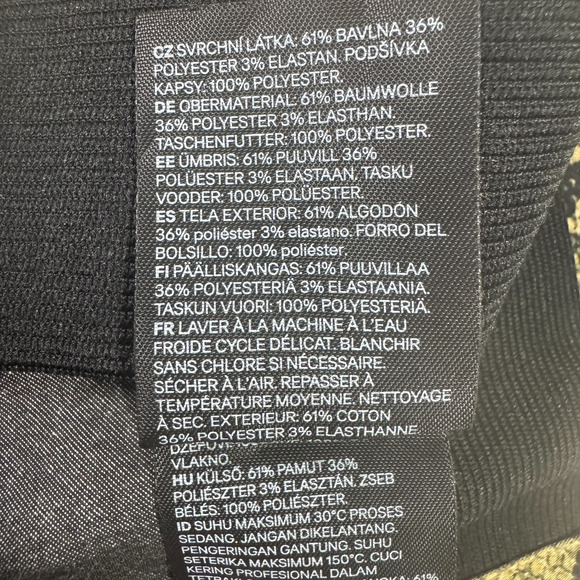 CZ SVRCHNÍ LÁTKA: 61% BAVLNA 36%
POLYESTER 3% ELASTAN. PODŠÍVKA
KAPSY: 100% POLYESTER.
DE OBERMATERIAL: 61% BAUMWOLLE
36% POLYESTER 3% ELASTHAN.
TASCHENFUTTER: 100% POLYESTER.
EE ÜMBRIS: 61% PUUVILL 36%
POLÜESTER 3% ELASTAAN. TASKU
VOODER: 100% POLÜESTER.
ES TELA EXTERIOR: 61% ALGODÓN
36% poliéster 3% elastano. FORRO DEL
BOLSILLO: 100% poliéster.
FI PÄÄLLISKANGAS: 61% PUUVILLAA
36% POLYESTERIÄ 3% ELASTAANIA.
TASKUN VUORI: 100% POLYESTERIÄ.
FR LAVER À LA MACHINE À L'EAU
FROIDE CYCLE DÉLICAT. BLANCHIR
SANS CHLORE SI NÉCESSAIRE.
SÉCHER À L'AIR. REPASSER À
TEMPÉRATURE MOYENNE. NETTOYAGE
À SEC. EXTERIEUR: 61% COTON
36% POLYESTER 3% ELASTHANNE.
VLAKNO.
HU KÜLSŐ: 61% PAMUT 36%
POLIÉSZTER 3% ELASZTÁN. ZSEB
BÉLÉS: 100% POLIÉSZTER.
ID SUHU MAKSIMUM 30°C PROSES
SEDANG. JANGAN DIKELANTANG.
PENGERINGAN GANTUNG. SUHU
SETERIKA MAKSIMUM 150°C. CUCI
KERING PROFESIONAL DALAM
61%